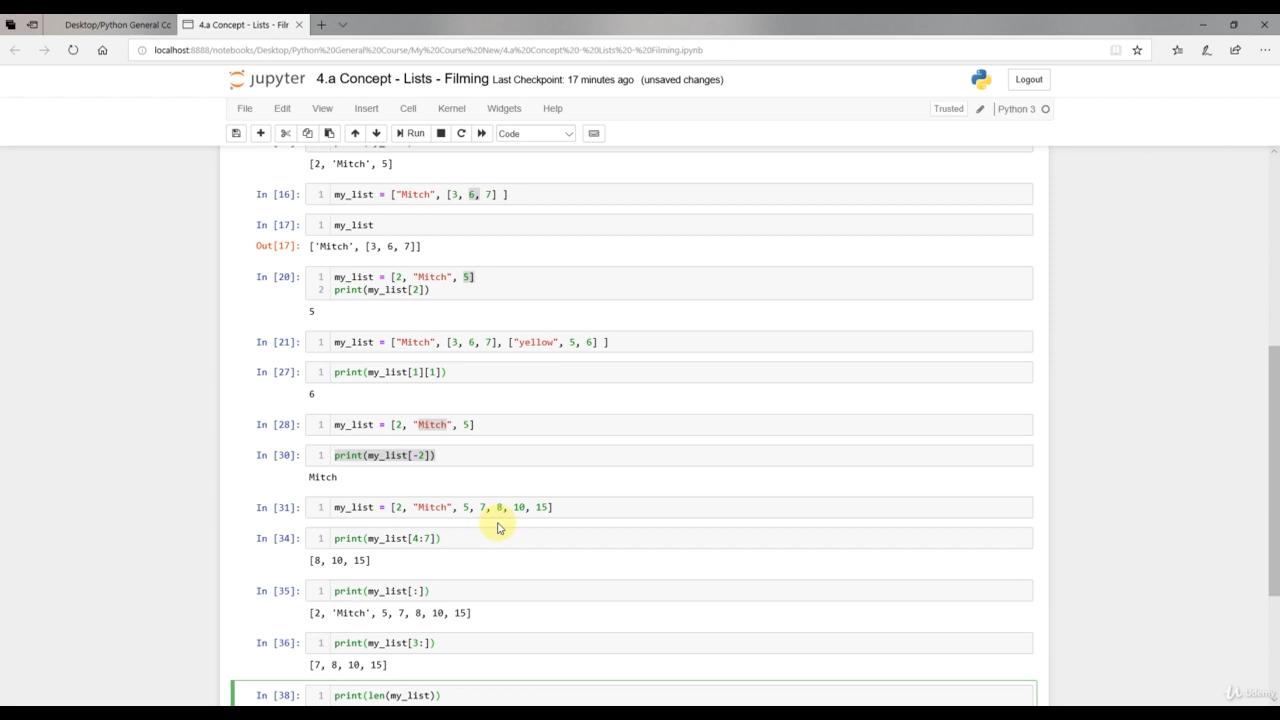 Desktop/Python General Cc
4.a Concept - Lists - Filr
localhost:8888/notebooks/Desktop/Python%20General%20Course/My%20Course%20New/4.a%20Concept%20-%20Lists%20-%20Filming.ipynb
jupyter 4.a Concept - Lists - Filming Last Checkpoint: 17 minutes ago (unsaved changes) Logout
File Edit View Insert Cell Kernel Widgets Help Trusted Python 3
Run Code
[2, 'Mitch', 5]
In [16]: 1 my_list = ["Mitch", [3, 6, 7] ]
In [17]: 1 my_list
Out[17]: ['Mitch', [3, 6, 7]]
In [20]: 1 my_list = [2, "Mitch", 5]
2 print(my_list[2])
5
In [21]: 1 my_list = ["Mitch", [3, 6, 7], ["yellow", 5, 6] ]
In [27]: 1 print(my_list[1][1])
6
In [28]: 1 my_list = [2, "Mitch", 5]
In [30]: 1 print(my_list[-2])
Mitch
In [31]: 1 my_list = [2, "Mitch", 5, 7, 8, 10, 15]
In [34]: 1 print(my_list[4:7])
[8, 10, 15]
In [35]: 1 print(my_list[:])
[2, 'Mitch', 5, 7, 8, 10, 15]
In [36]: 1 print(my_list[3:])
[7, 8, 10, 15]
In [38]: 1 print(len(my_list))
Udemy